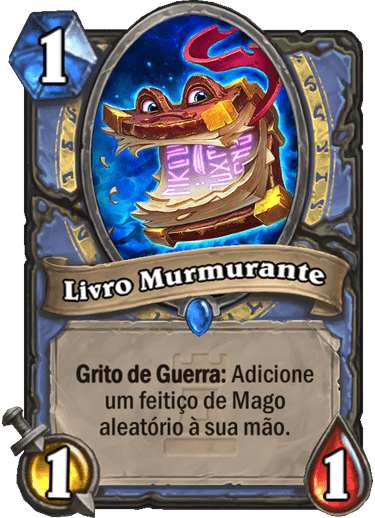 1
Livro Murmurante
Grito de Guerra: Adicione
um feitiço de Mago
aleatório à sua mão.
1
1